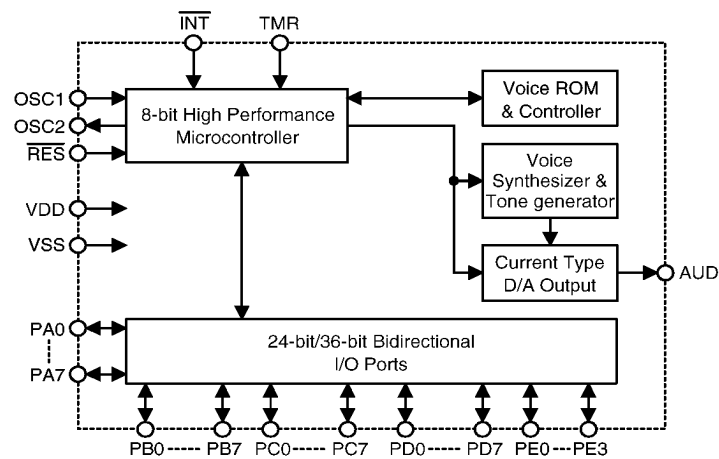 INT TMR
OSC1
OSC2
RES
VDD
VSS
PA0
PA7
8-bit High Performance
Microcontroller
Voice ROM
& Controller
Voice
Synthesizer &
Tone generator
Current Type
D/A Output
AUD
24-bit/36-bit Bidirectional
I/O Ports
PB0 PB7 PC0 PC7 PD0 PD7 PE0 PE3